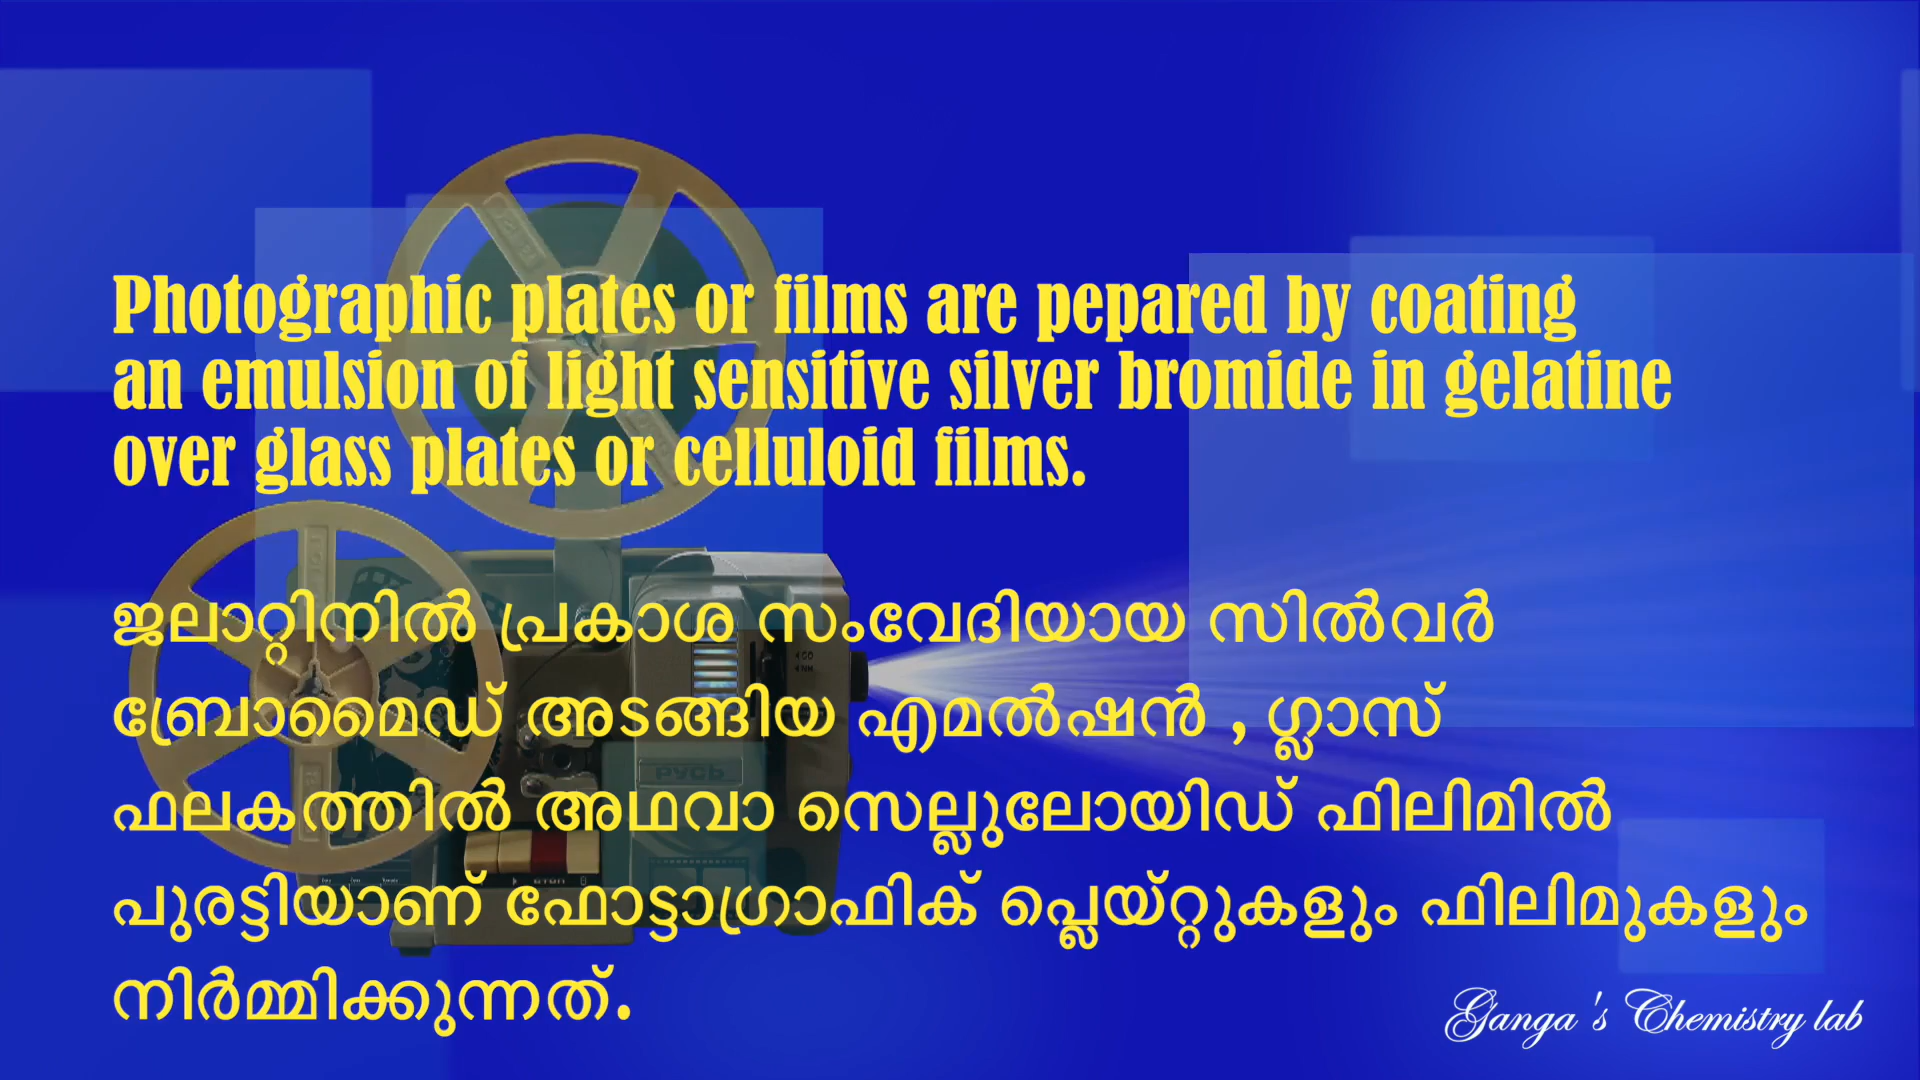 Photographic plates or films are pepared by coating
an emulsion of light sensitive silver bromide in gelatine
over glass plates or celluloid films.
ജലാറ്റിനിൽ പ്രകാശ സംവേദിയായ സിൽവർ
ബ്രോമൈഡ് അടങ്ങിയ എമൽഷൻ , ഗ്ലാസ്
ഫലകത്തിൽ അഥവാ സെല്ലുലോയിഡ് ഫിലിമിൽ
പുരട്ടിയാണ് ഫോട്ടാഗ്രാഫിക് പ്ലെയ്റ്റുകളും ഫിലിമുകളും
നിർമ്മിക്കുന്നത്.
Ganga's Chemistry lab